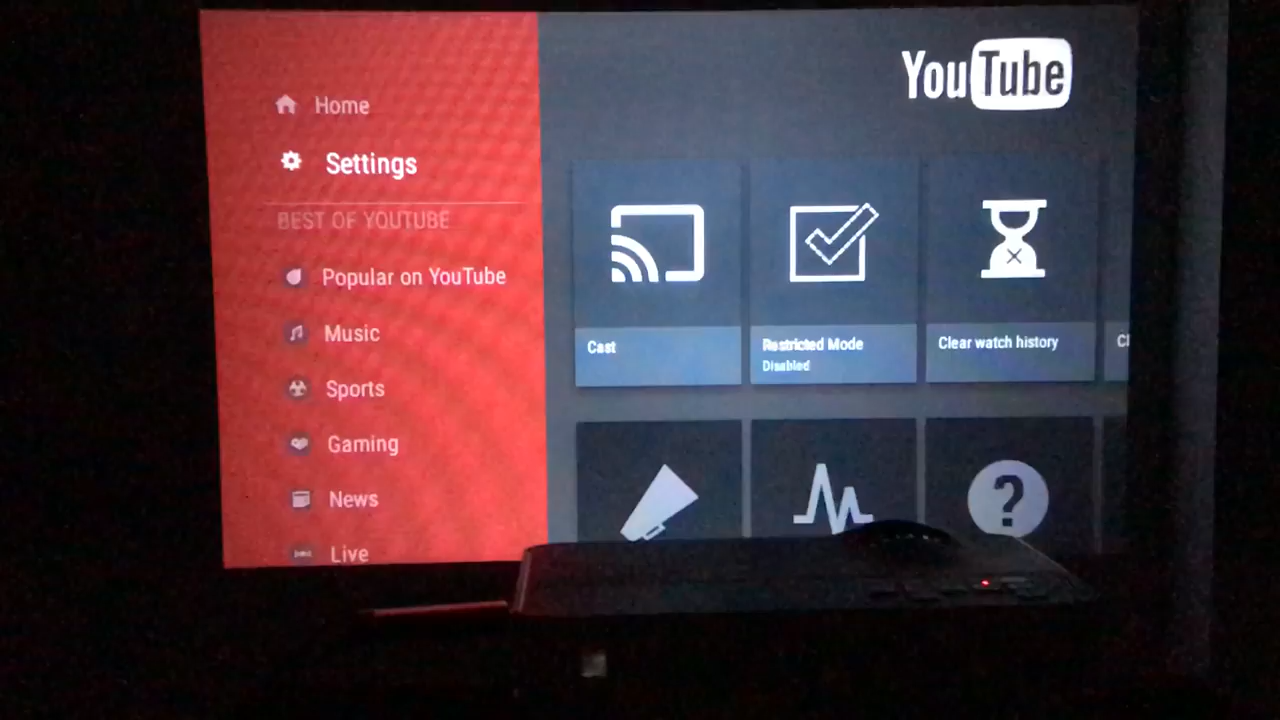 Home
Settings
BEST OF YOUTUBE
Popular on YouTube
Music
Sports
Gaming
News
Live
YouTube
Cast
Restricted Mode
Disabled
Clear watch history